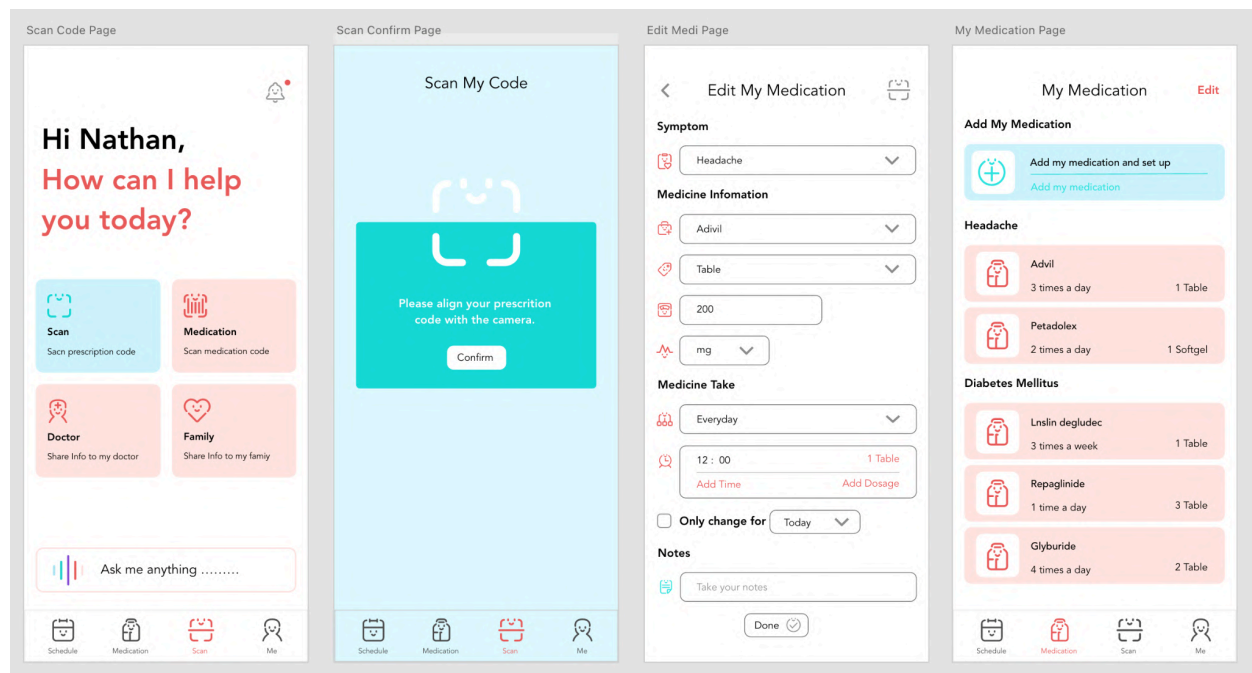 Scan Code Page
Hi Nathan,
How can I help
you today?
Scan
Sacn prescription code
Medication
Scan medication code
Doctor
Share Info to my doctor
Family
Share Info to my famiy
Ask me anything .........
Schedule
Medication
Scan
Me
Scan Confirm Page
Scan My Code
Please align your prescrition
code with the camera.
Confirm
Schedule
Medication
Scan
Me
Edit Medi Page
Edit My Medication
Symptom
Headache
Medicine Infomation
Adivil
Table
200
mg
Medicine Take
Everyday
12 : 00 1 Table
Add Time Add Dosage
Only change for Today
Notes
Take your notes
Done
My Medication Page
My Medication Edit
Add My Medication
Add my medication and set up
Add my medication
Headache
Advil
3 times a day 1 Table
Petadolex
2 times a day 1 Softgel
Diabetes Mellitus
Lnslin degludec
3 times a week 1 Table
Repaglinide
1 time a day 3 Table
Glyburide
4 times a day 2 Table
Schedule
Medication
Scan
Me